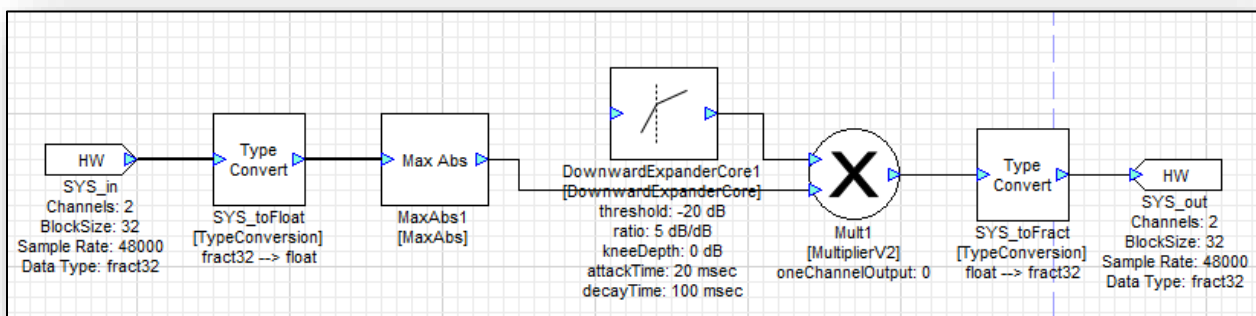 HW
SYS_in
Channels: 2
BlockSize: 32
Sample Rate: 48000
Data Type: fract32
Type
Convert
SYS_toFloat
[TypeConversion]
fract32 --> float
Max Abs
MaxAbs1
[MaxAbs]
DownwardExpanderCore1
[DownwardExpanderCore]
threshold: -20 dB
ratio: 5 dB/dB
kneeDepth: 0 dB
attackTime: 20 msec
decayTime: 100 msec
X
Mult1
[MultiplierV2]
oneChannelOutput: 0
Type
Convert
SYS_toFract
[TypeConversion]
float --> fract32
HW
SYS_out
Channels: 2
BlockSize: 32
Sample Rate: 48000
Data Type: fract32